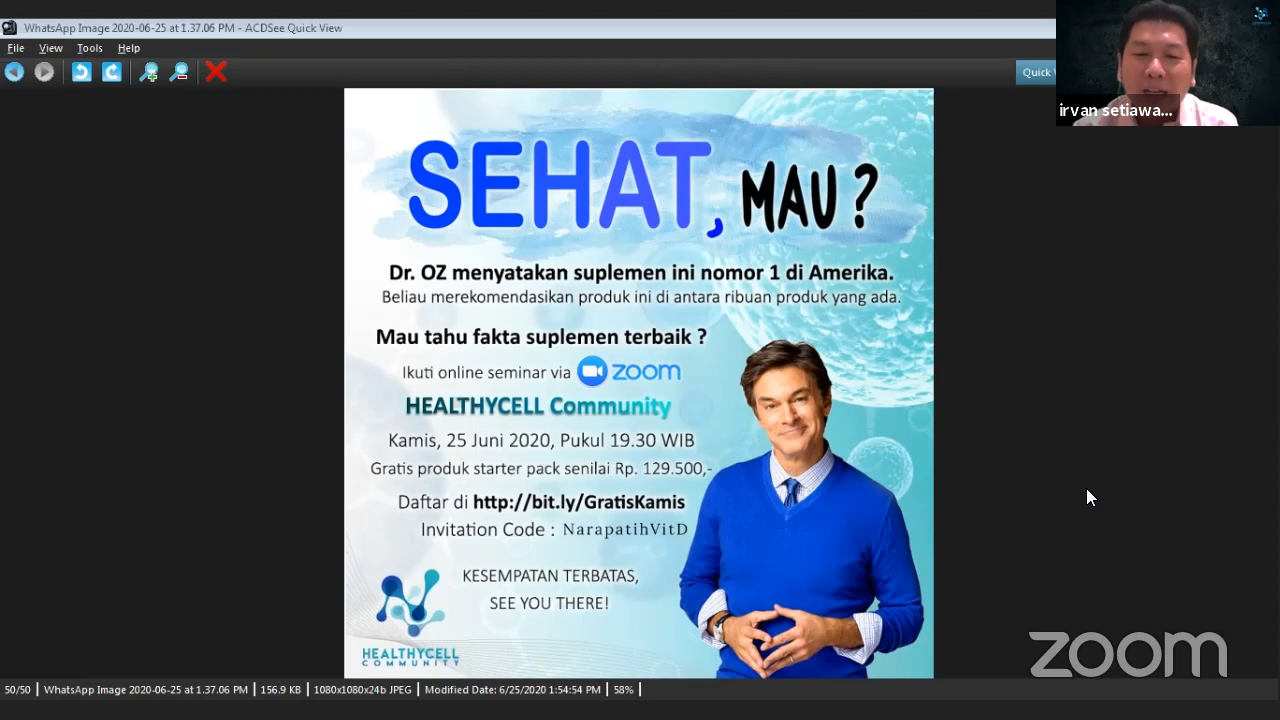 WhatsApp Image 2020-06-25 at 1.37.06 PM - ACDSee Quick View
File View Tools Help
Quick
irvan setiawa...
SEHAT, MAU ?
Dr. OZ menyatakan suplemen ini nomor 1 di Amerika.
Beliau merekomendasikan produk ini di antara ribuan produk yang ada.
Mau tahu fakta suplemen terbaik ?
Ikuti online seminar via zoom
HEALTHYCELL Community
Kamis, 25 Juni 2020, Pukul 19.30 WIB
Gratis produk starter pack senilai Rp. 129.500,-
Daftar di http://bit.ly/GratisKamis
Invitation Code : NarapatihVitD
KESEMPATAN TERBATAS,
SEE YOU THERE!
HEALTHYCELL
COMMUNITY
zoom
50/50 WhatsApp Image 2020-06-25 at 1.37.06 PM 156.9 KB 1080x1080x24b JPEG Modified Date: 6/25/2020 1:54:54 PM 58%